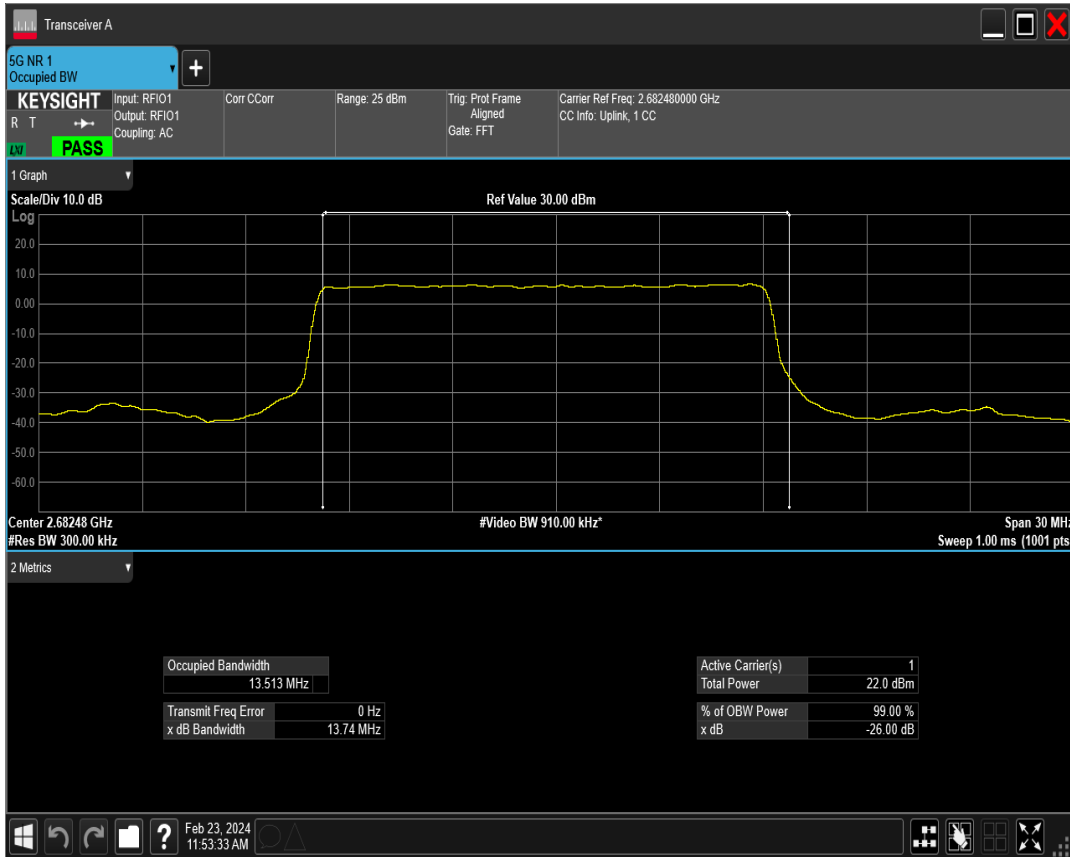 Transceiver A
5G NR 1
Occupied BW
+
KEYSIGHT
R T
LXI
PASS
Input: RFIO1
Output: RFIO1
Coupling: AC
Corr CCorr
Range: 25 dBm
Trig: Prot Frame
Aligned
Gate: FFT
Carrier Ref Freq: 2.682480000 GHz
CC Info: Uplink, 1 CC
1 Graph
Scale/Div 10.0 dB
Ref Value 30.00 dBm
Log
20.0
10.0
0.00
-10.0
-20.0
-30.0
-40.0
-50.0
-60.0
Center 2.68248 GHz
#Video BW 910.00 kHz*
Span 30 MHz
#Res BW 300.00 kHz
Sweep 1.00 ms (1001 pts
2 Metrics
Occupied Bandwidth
13.513 MHz
Transmit Freq Error 0 Hz
x dB Bandwidth 13.74 MHz
Active Carrier(s) 1
Total Power 22.0 dBm
% of OBW Power 99.00 %
x dB -26.00 dB
?
Feb 23, 2024
11:53:33 AM